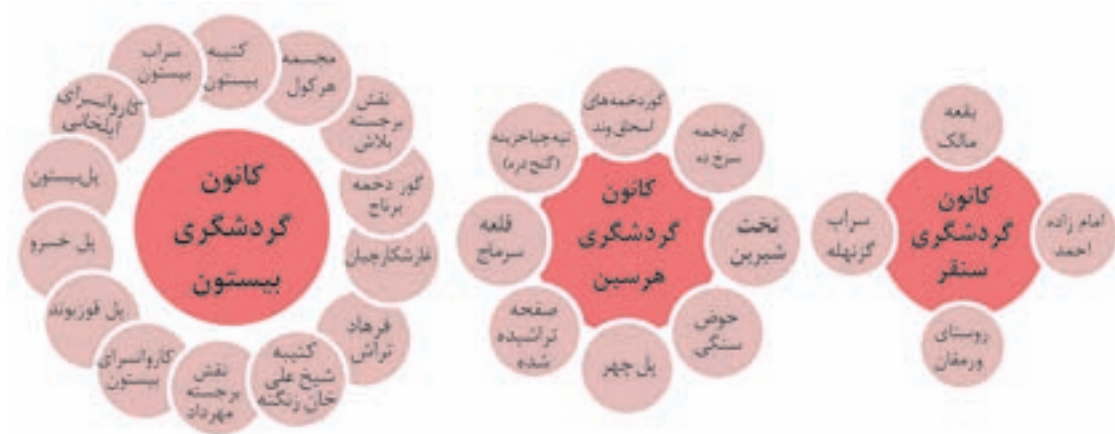 کانون
گردشگری
بیستون
کتیبه
بیستون
مجسمه
هرکول
نقش
برجسته
بلاش
گور دخمه
برناج
غارشکارچیان
فرهاد
تراش
کتیبه
شیخ علی
خان زنگنه
نقش
برجسته
مهرداد
کاروانسرای
بیستون
پل قوزیوند
پل خسرو
پل‌بیستون
کاروانسرای
ایلخانی
سراب
بیستون
کانون
گردشگری
هرسین
گوردخمه‌های
اسحق وند
گوردخمه
سرخ ده
تخت
شیرین
حوض
سنگی
پل چهر
صفحه
تراشیده
شده
قلعه
سرماج
تپه‌چیاخزینه
(گنج دره)
کانون
گردشگری
سنقر
بقعه
مالک
امام زاده
احمد
روستای
ورمقان
سراب
گزنهله